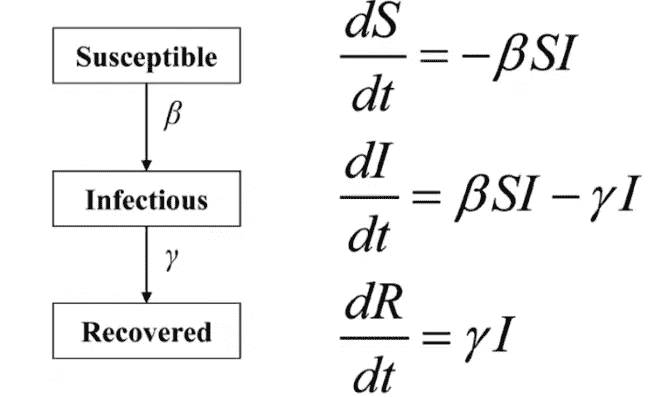 Susceptible
β
Infectious
γ
Recovered
dS/dt = −βSI
dI/dt = βSI − γI
dR/dt = γI